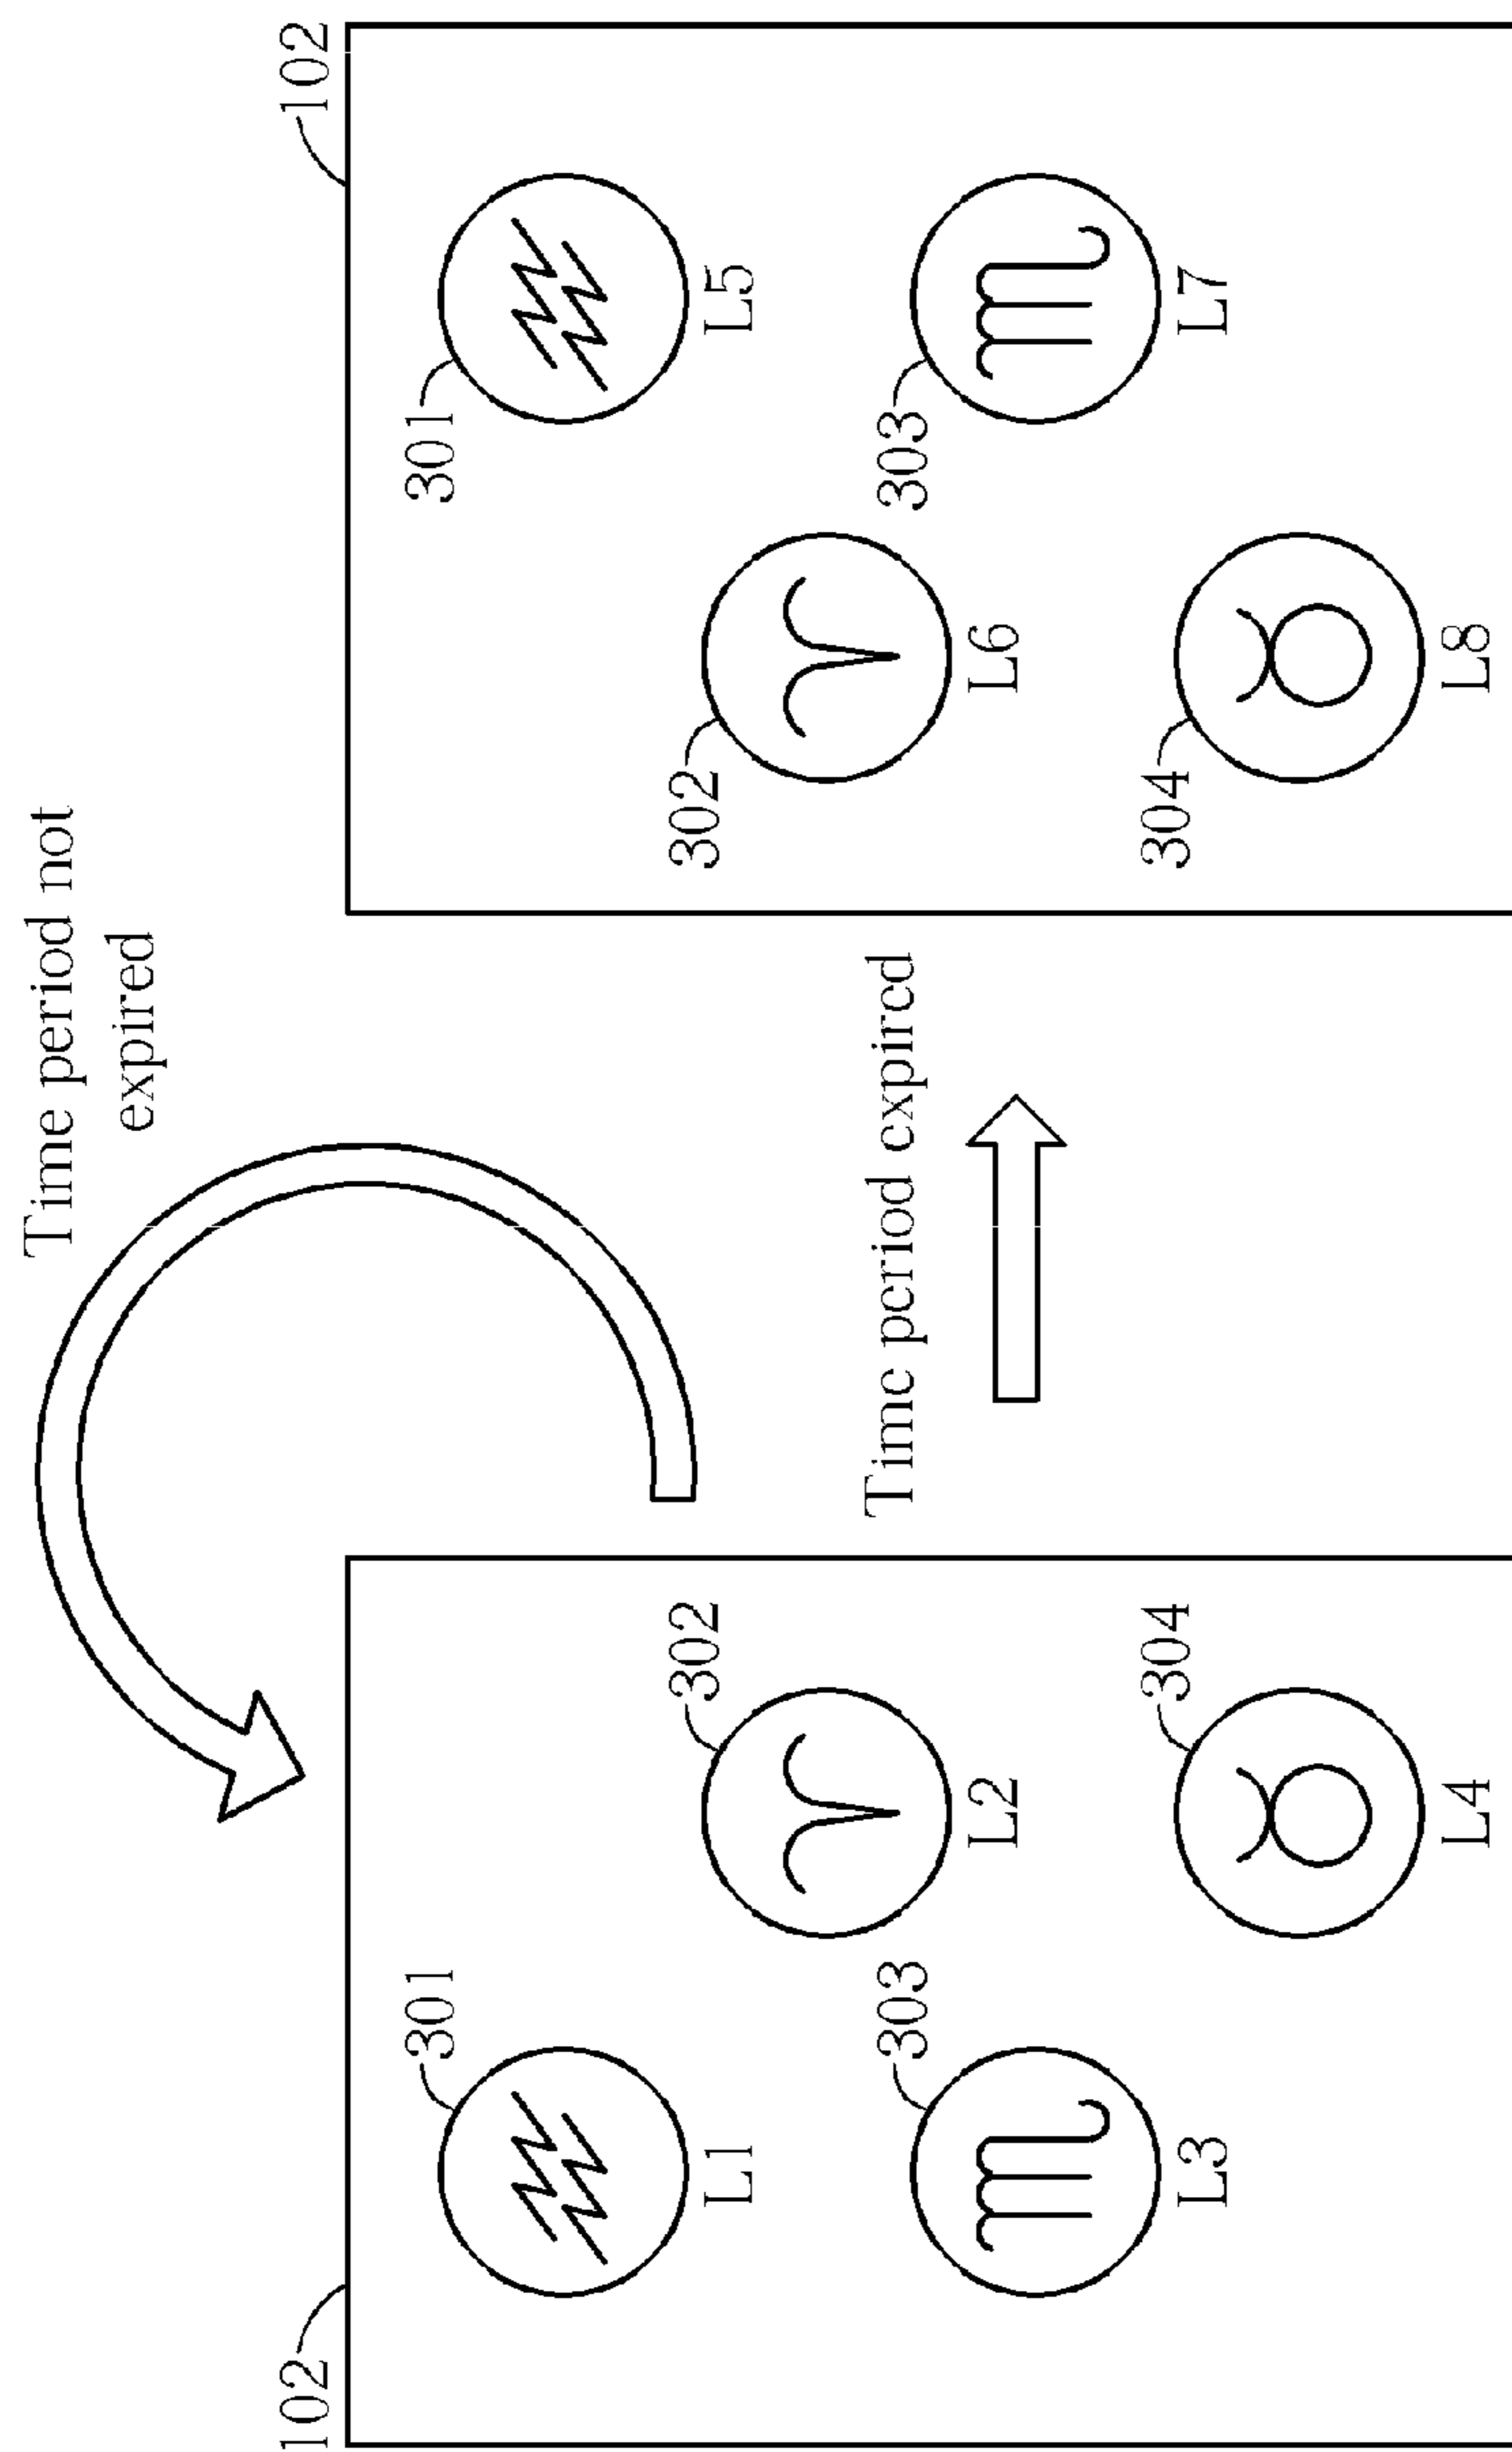 Time period not
expired
102
301
L1
302
L2
303
L3
304
L4
Time period expired
102
301
L5
302
L6
303
L7
304
L8